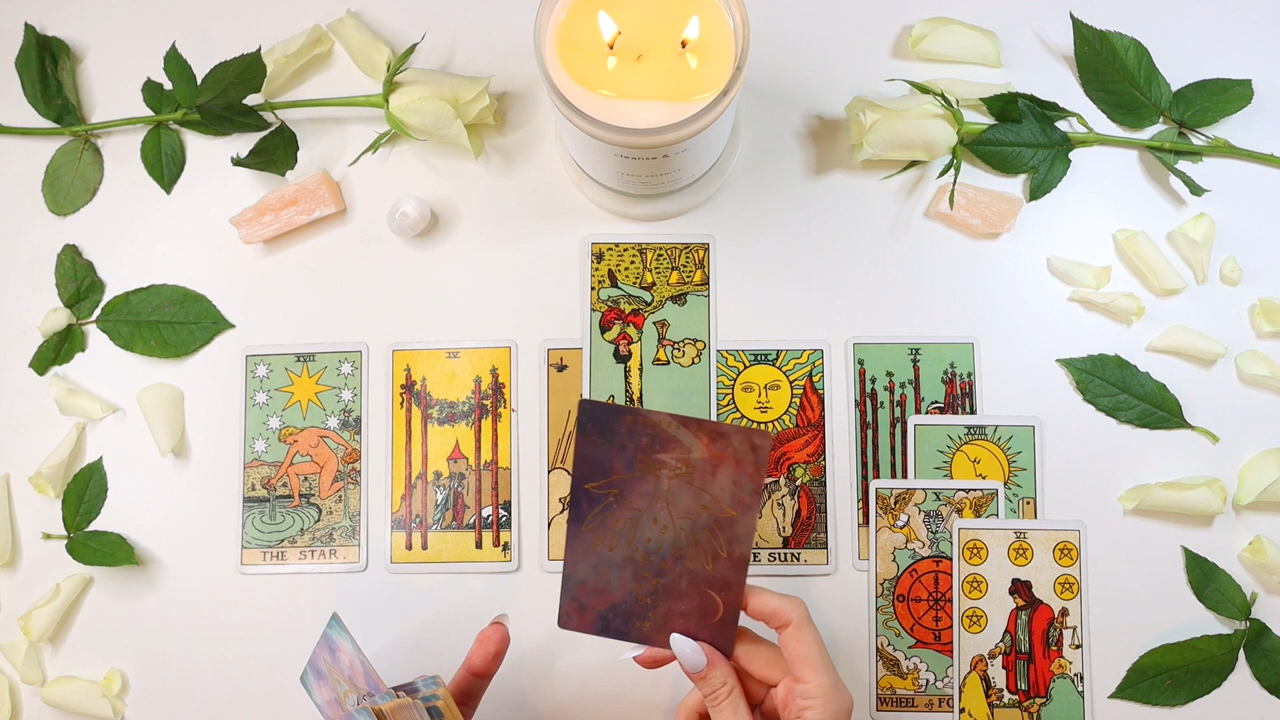 cleanse & co.
XVII
THE STAR.
IV
XIX
E SUN.
IX
XVIII
X
WHEEL of FO
VI